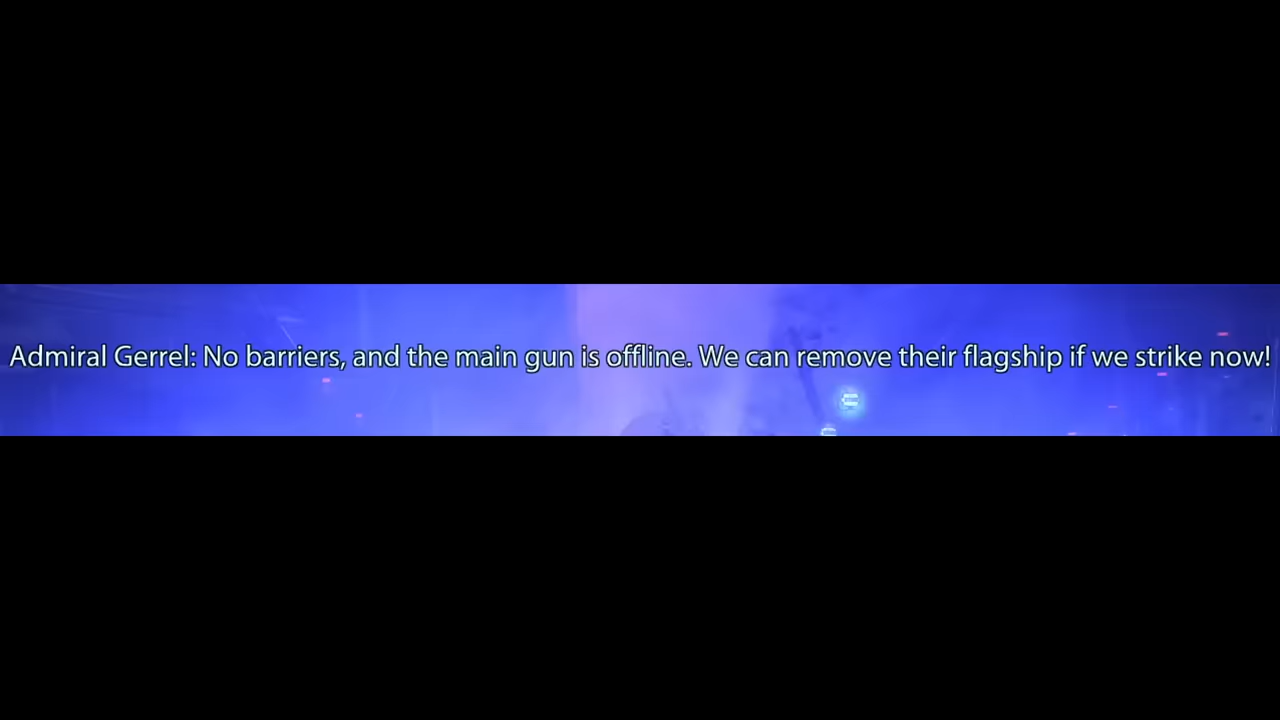 Admiral Gerrel: No barriers, and the main gun is offline. We can remove their flagship if we strike now!